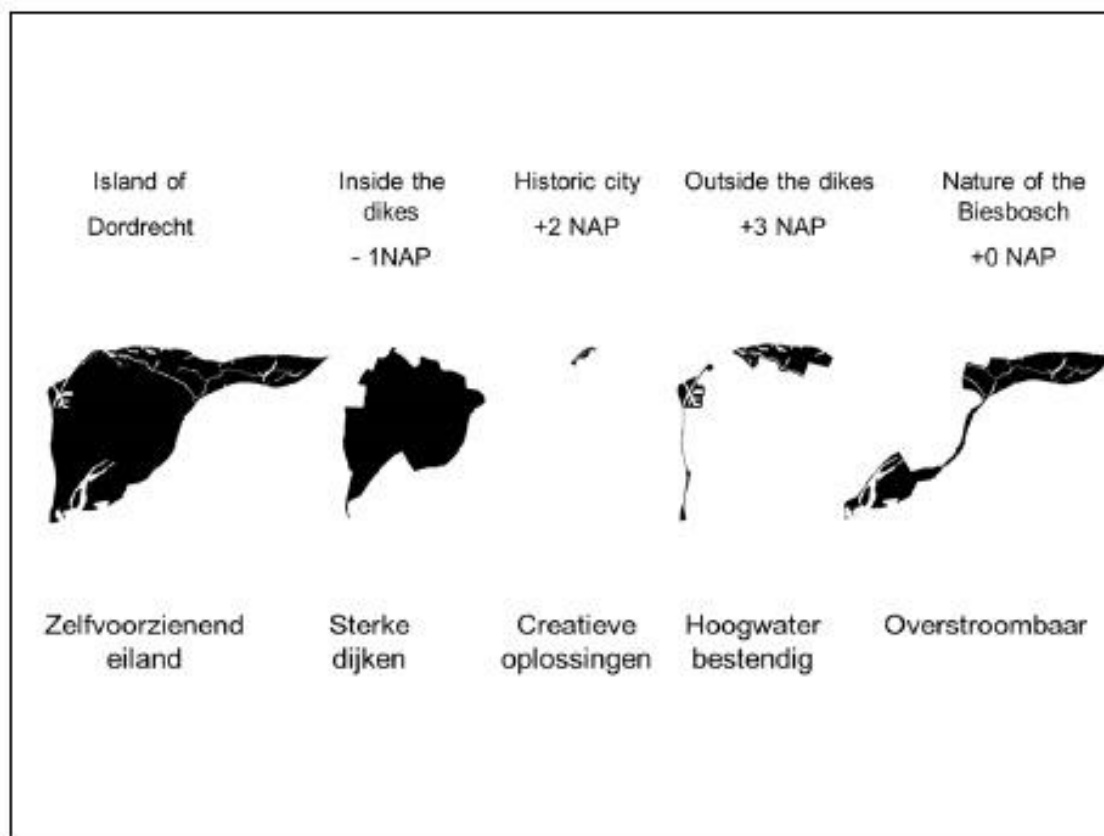 Island of
Dordrecht
Inside the
dikes
- 1NAP
Historic city
+2 NAP
Outside the dikes
+3 NAP
Nature of the
Biesbosch
+0 NAP
Zelfvoorzienend
eiland
Sterke
dijken
Creatieve
oplossingen
Hoogwater
bestendig
Overstroombaar